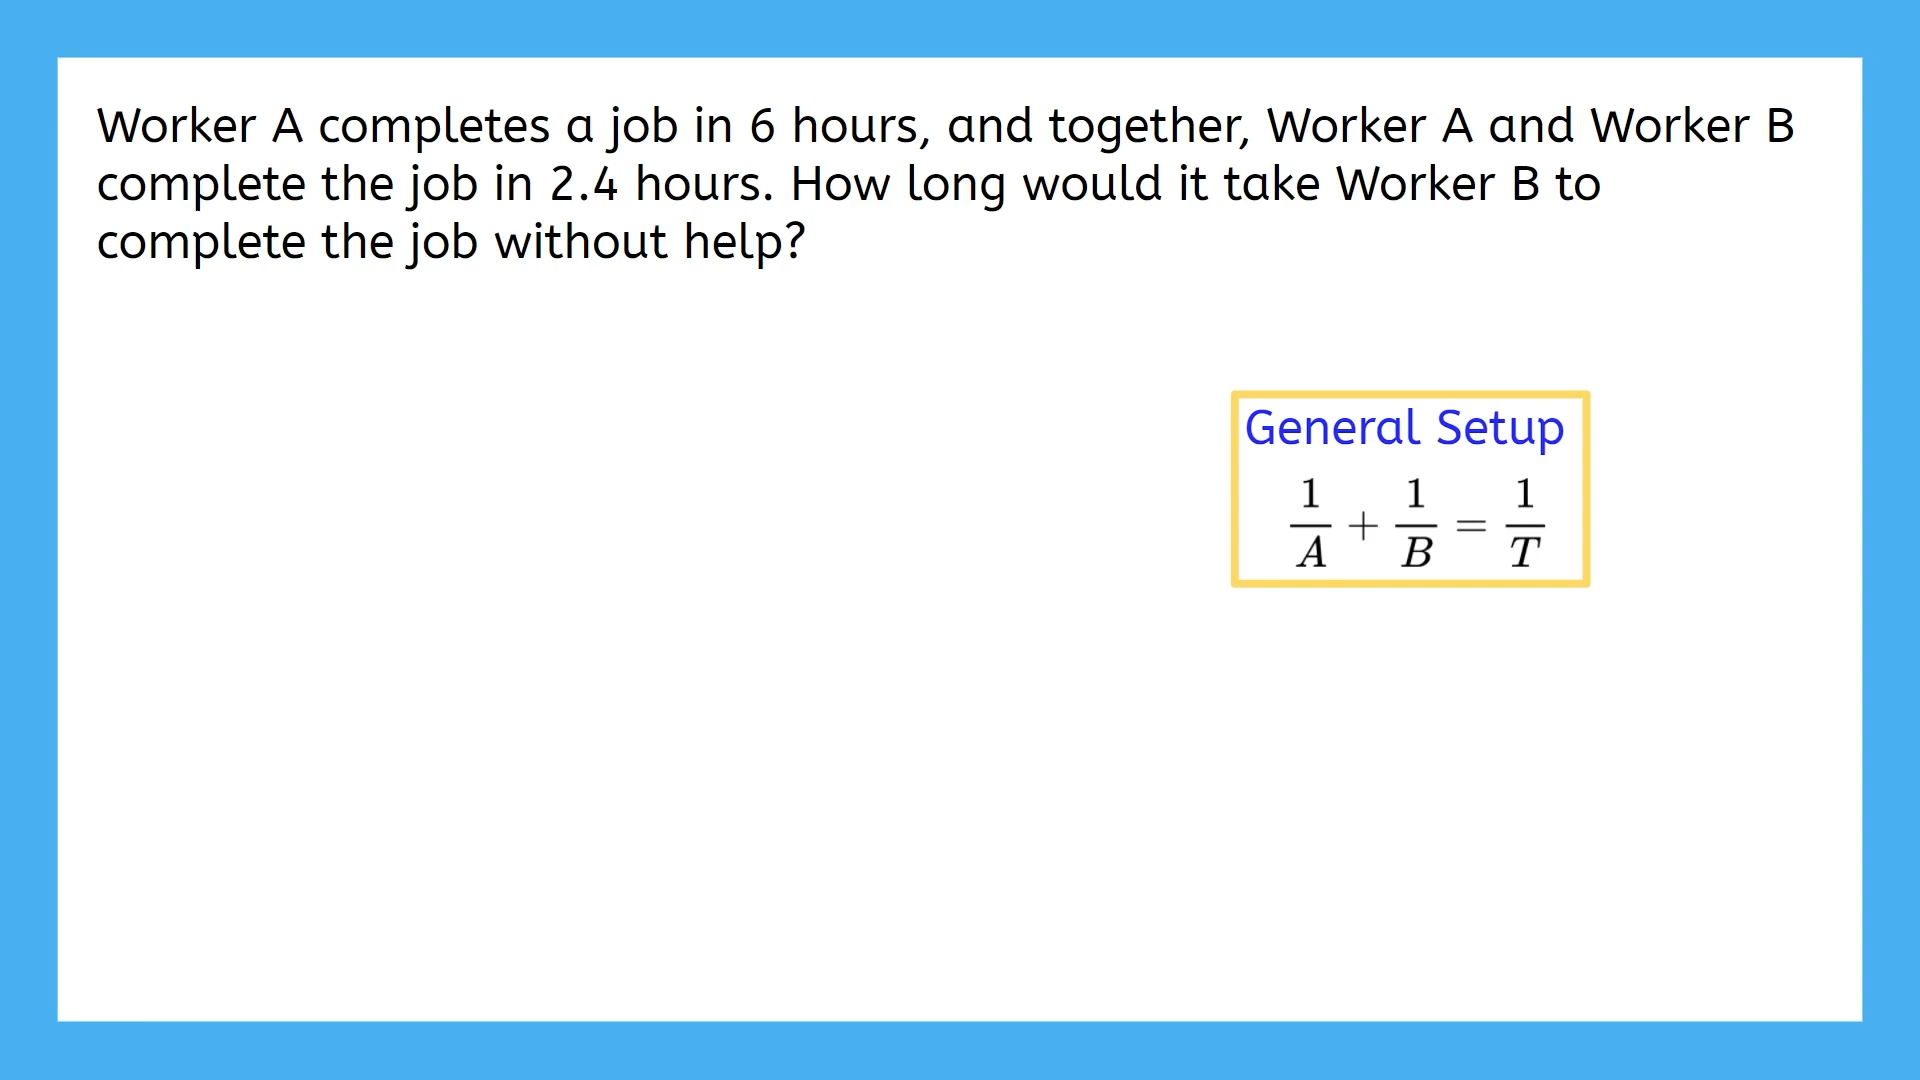 Worker A completes a job in 6 hours, and together, Worker A and Worker B
complete the job in 2.4 hours. How long would it take Worker B to
complete the job without help?
General Setup
1/A + 1/B = 1/T